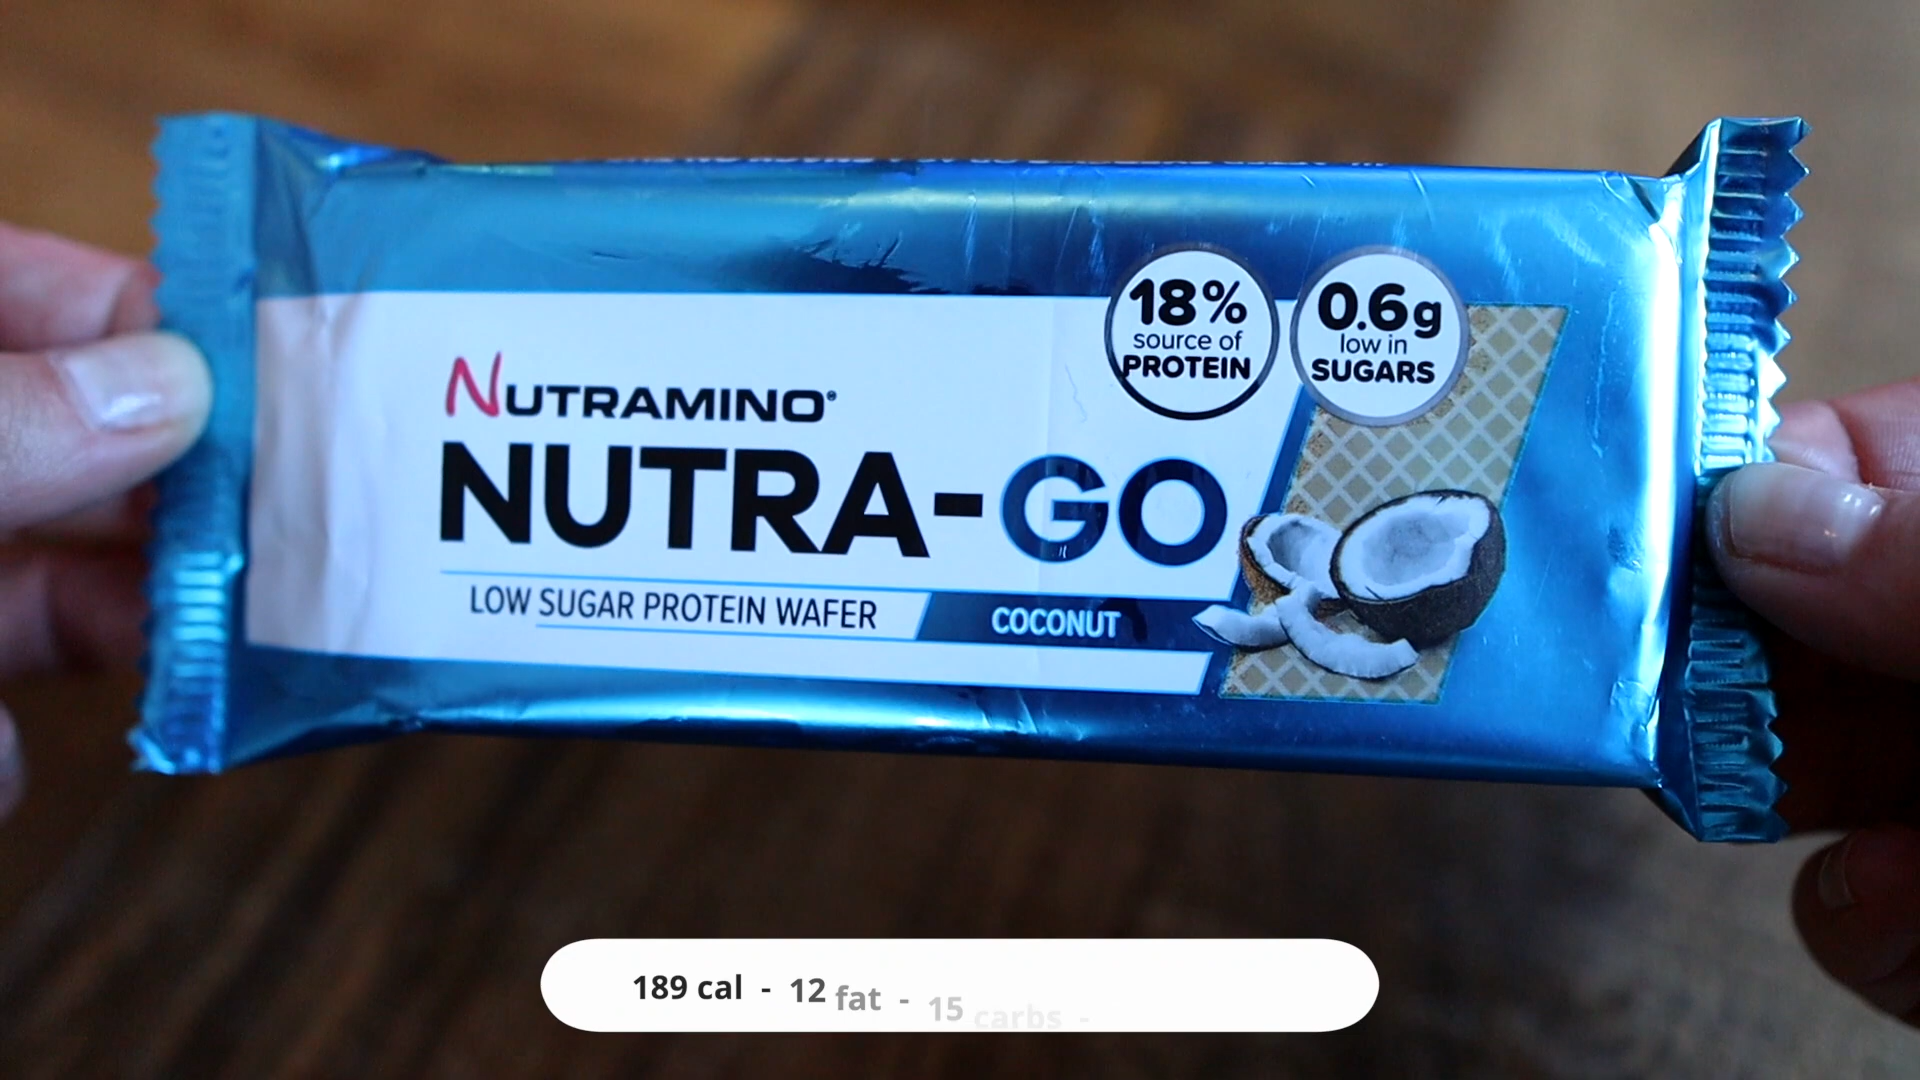 18%
source of
PROTEIN
0.6g
low in
SUGARS
NUTRAMINO®
NUTRA-GO
LOW SUGAR PROTEIN WAFER
COCONUT
189 cal - 12 fat - 15 carbs -